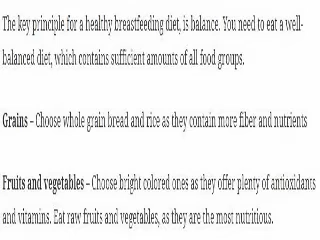 The key principle for a healthy breastfeeding diet, is balance. You need to eat a well-
balanced diet, which contains sufficient amounts of all food groups.
Grains – Choose whole grain bread and rice as they contain more fiber and nutrients
Fruits and vegetables – Choose bright colored ones as they offer plenty of antioxidants
and vitamins. Eat raw fruits and vegetables, as they are the most nutritious.